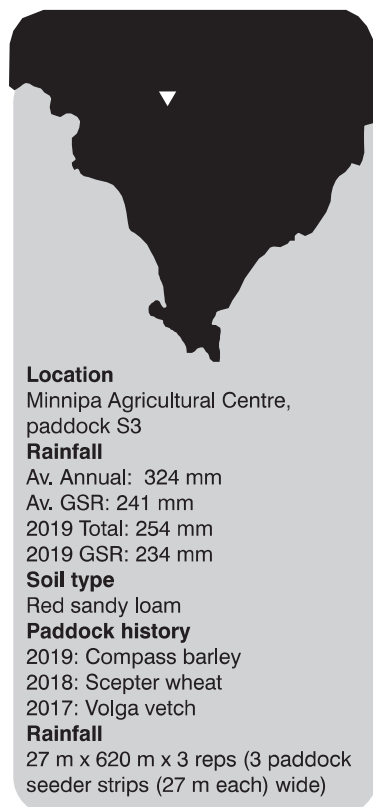 Location
Minnipa Agricultural Centre,
paddock S3
Rainfall
Av. Annual: 324 mm
Av. GSR: 241 mm
2019 Total: 254 mm
2019 GSR: 234 mm
Soil type
Red sandy loam
Paddock history
2019: Compass barley
2018: Scepter wheat
2017: Volga vetch
Rainfall
27 m x 620 m x 3 reps (3 paddock
seeder strips (27 m each) wide)